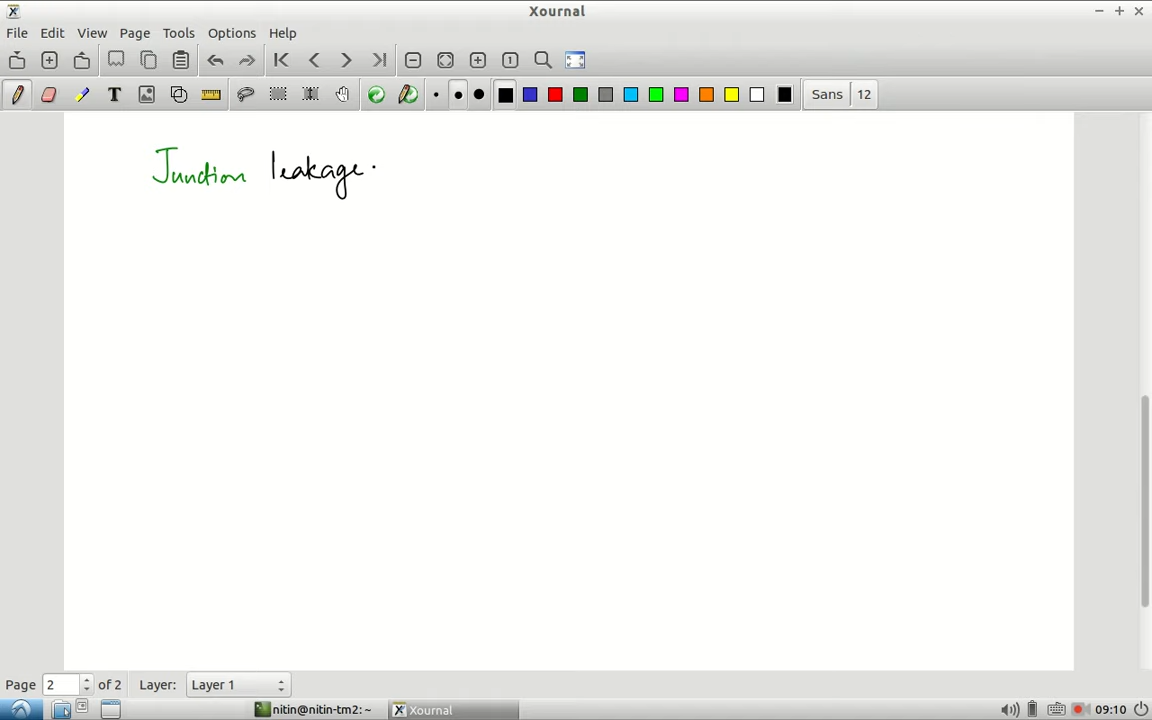 Xournal
File Edit View Page Tools Options Help
Sans 12
Junction leakage.
Page 2 of 2 Layer: Layer 1
nitin@nitin-tm2: ~ Xournal 09:10